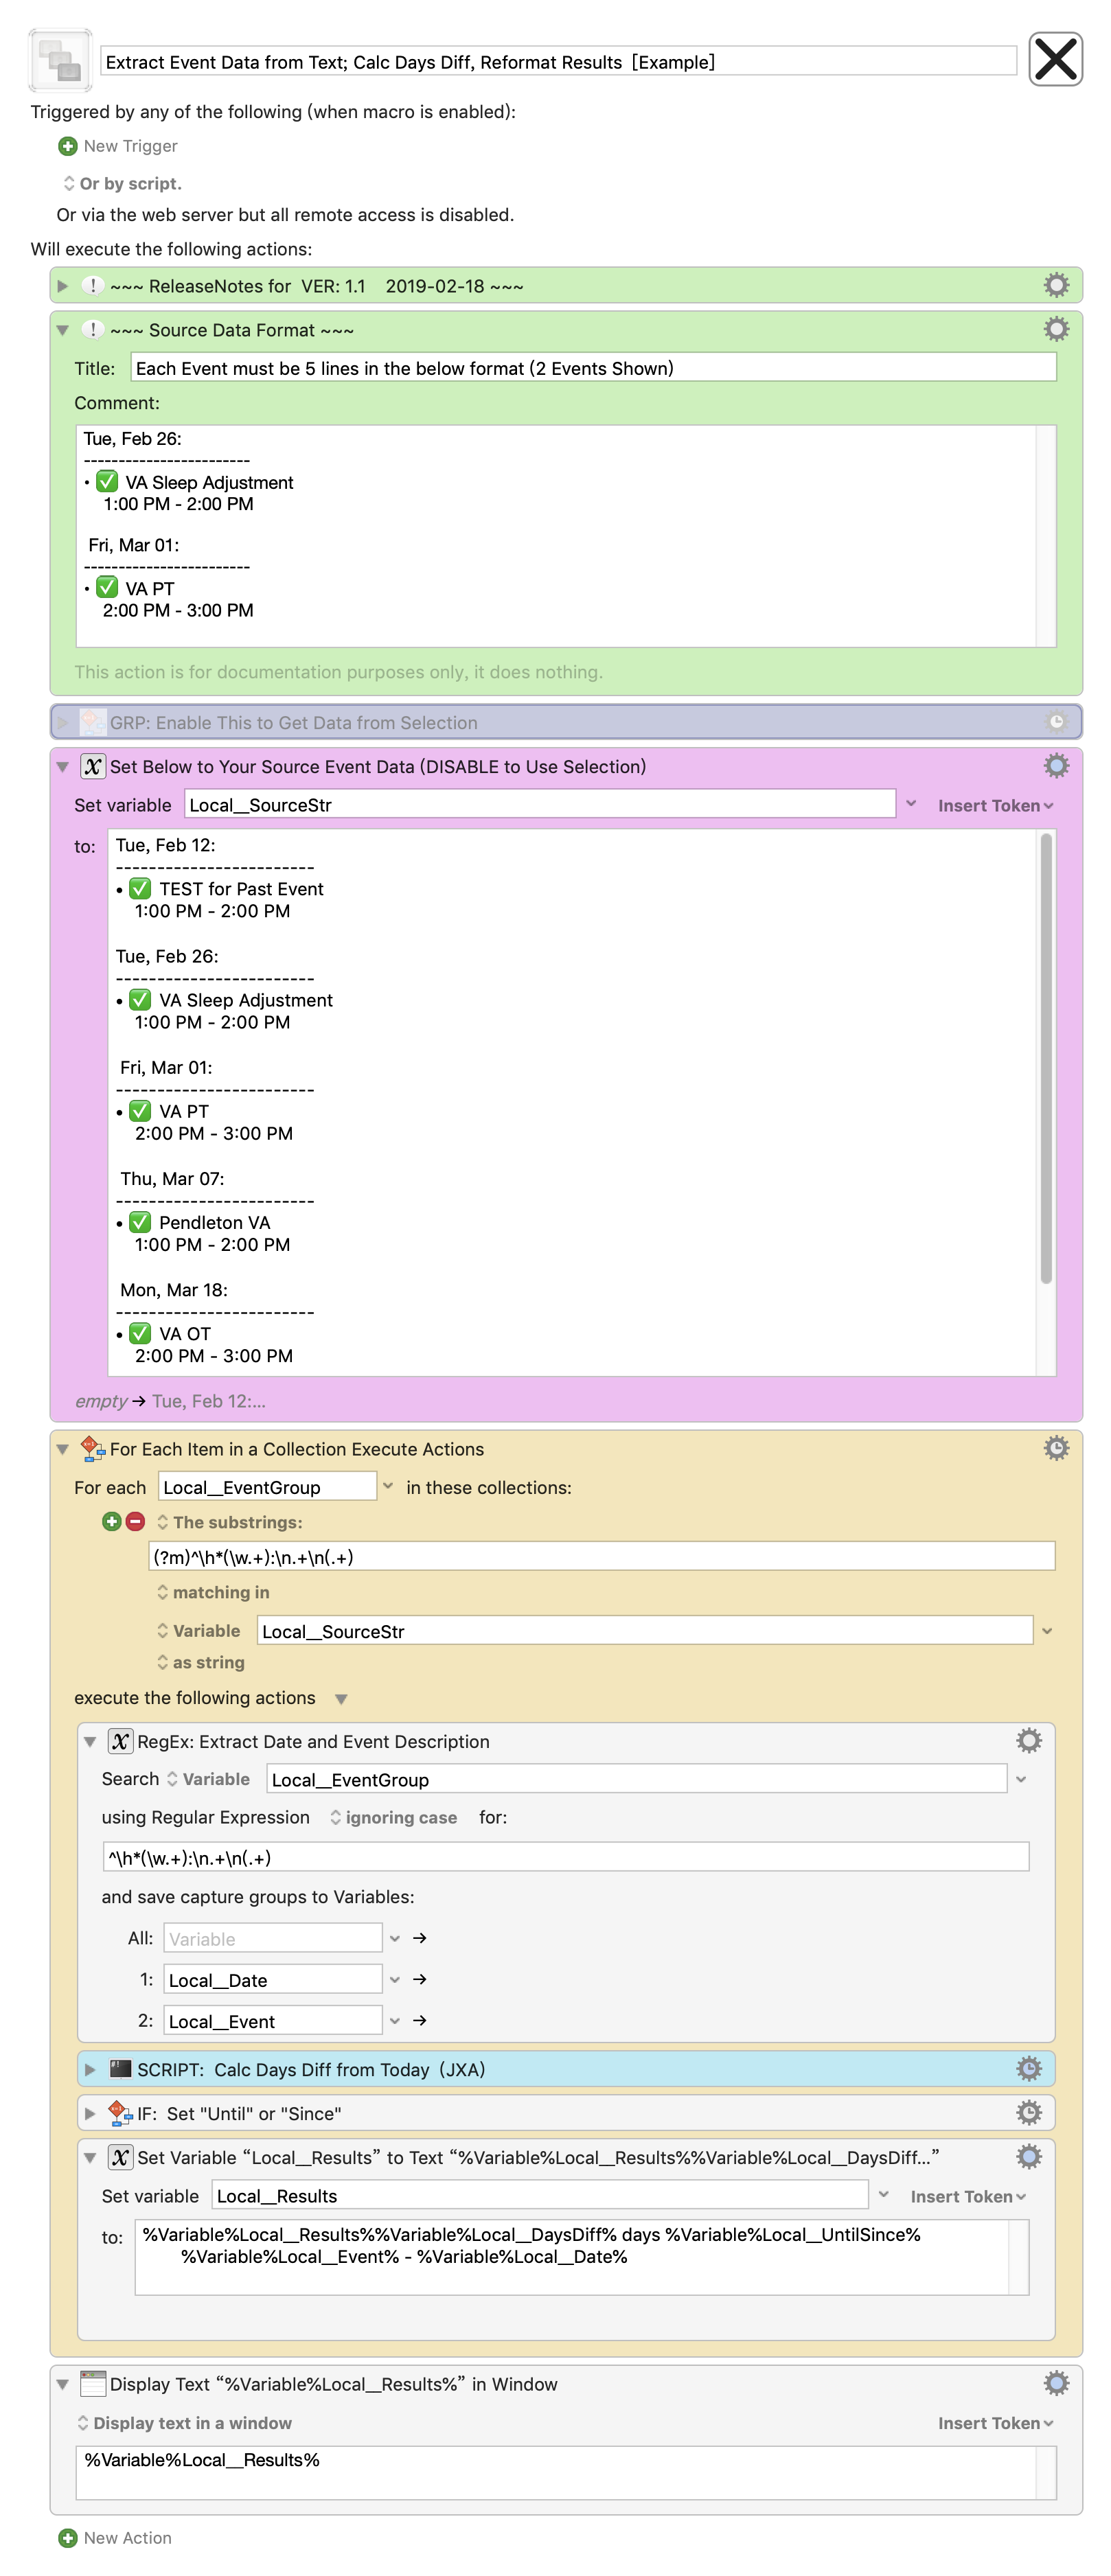 Extract Event Data from Text; Calc Days Diff, Reformat Results  [Example]
Triggered by any of the following (when macro is enabled):
New Trigger
Or by script.
Or via the web server but all remote access is disabled.
Will execute the following actions:
~~~ ReleaseNotes for  VER: 1.1    2019-02-18 ~~~
~~~ Source Data Format ~~~
Title: Each Event must be 5 lines in the below format (2 Events Shown)
Comment:
Tue, Feb 26:
------------------------
• ✅ VA Sleep Adjustment
1:00 PM - 2:00 PM
Fri, Mar 01:
------------------------
• ✅ VA PT
2:00 PM - 3:00 PM
This action is for documentation purposes only, it does nothing.
GRP: Enable This to Get Data from Selection
Set Below to Your Source Event Data (DISABLE to Use Selection)
Set variable Local__SourceStr Insert Token
to: Tue, Feb 12:
------------------------
• ✅ TEST for Past Event
1:00 PM - 2:00 PM
Tue, Feb 26:
------------------------
• ✅ VA Sleep Adjustment
1:00 PM - 2:00 PM
Fri, Mar 01:
------------------------
• ✅ VA PT
2:00 PM - 3:00 PM
Thu, Mar 07:
------------------------
• ✅ Pendleton VA
1:00 PM - 2:00 PM
Mon, Mar 18:
------------------------
• ✅ VA OT
2:00 PM - 3:00 PM
empty → Tue, Feb 12:...
For Each Item in a Collection Execute Actions
For each Local__EventGroup in these collections:
The substrings:
(?m)^\h*(\w.+):\n.+\n(.+)
matching in
Variable Local__SourceStr
as string
execute the following actions
RegEx: Extract Date and Event Description
Search Variable Local__EventGroup
using Regular Expression ignoring case for:
^\h*(\w.+):\n.+\n(.+)
and save capture groups to Variables:
All: Variable →
1: Local__Date →
2: Local__Event →
SCRIPT:  Calc Days Diff from Today  (JXA)
IF:  Set "Until" or "Since"
Set Variable “Local__Results” to Text “%Variable%Local__Results%%Variable%Local__DaysDiff...”
Set variable Local__Results Insert Token
to: %Variable%Local__Results%%Variable%Local__DaysDiff% days %Variable%Local__UntilSince%
%Variable%Local__Event% - %Variable%Local__Date%
Display Text “%Variable%Local__Results%” in Window
Display text in a window Insert Token
%Variable%Local__Results%
New Action